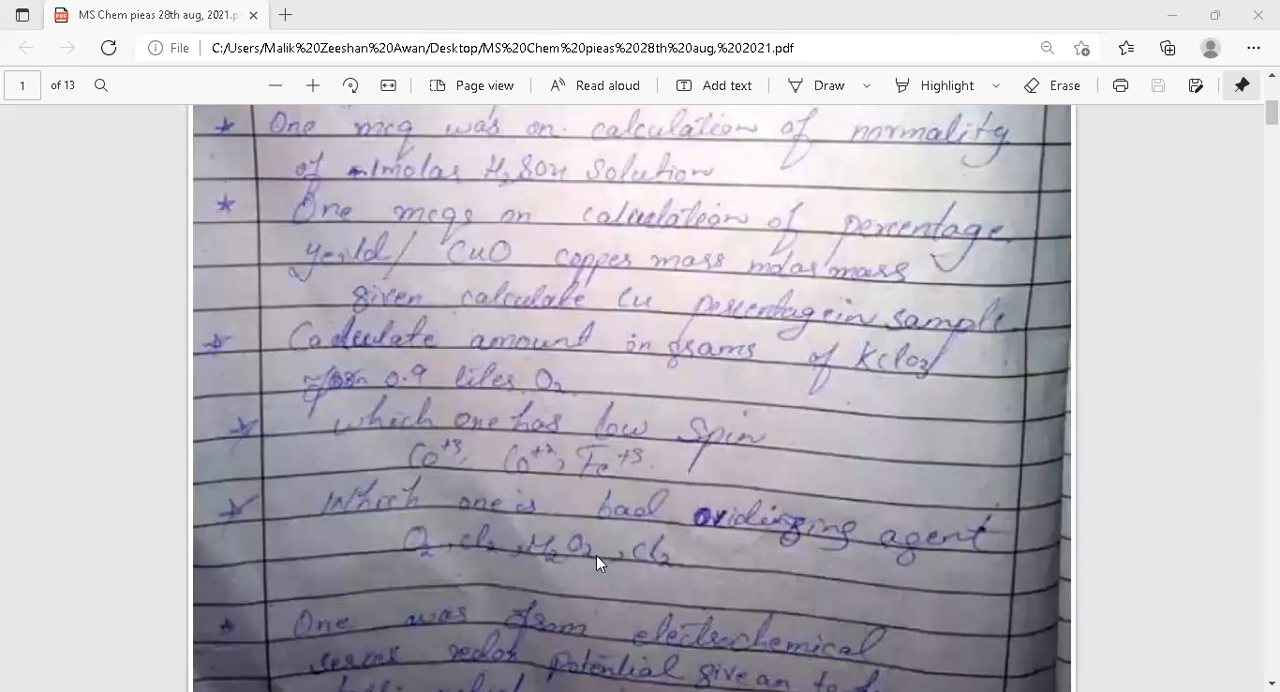 MS Chem pieas 28th aug, 2021.p
File
C:/Users/Malik%20Zeeshan%20Awan/Desktop/MS%20Chem%20pieas%2028th%20aug,%202021.pdf
1 of 13
Page view
Read aloud
Add text
Draw
Highlight
Erase
One mcq was on calculation of normality
of molar H2SO4 Solution
One mcqs on calculation of percentage
yeild/ CuO copper mass molar mass
given calculate Cu percentage in sample
Calculate amount in grams of KClO3
from 0.9 liles O2
which one has low spin
Co+3, Co+2, Fe+3
Which one is bad oxidizing agent
O2, Cl2, H2O2, Cl2
One was from electrochemical
series redox potential given to